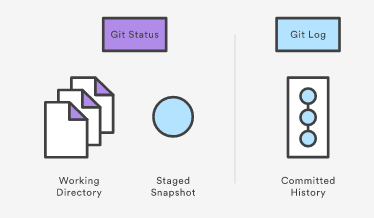 Git Status
Git Log
Working
Directory
Staged
Snapshot
Committed
History